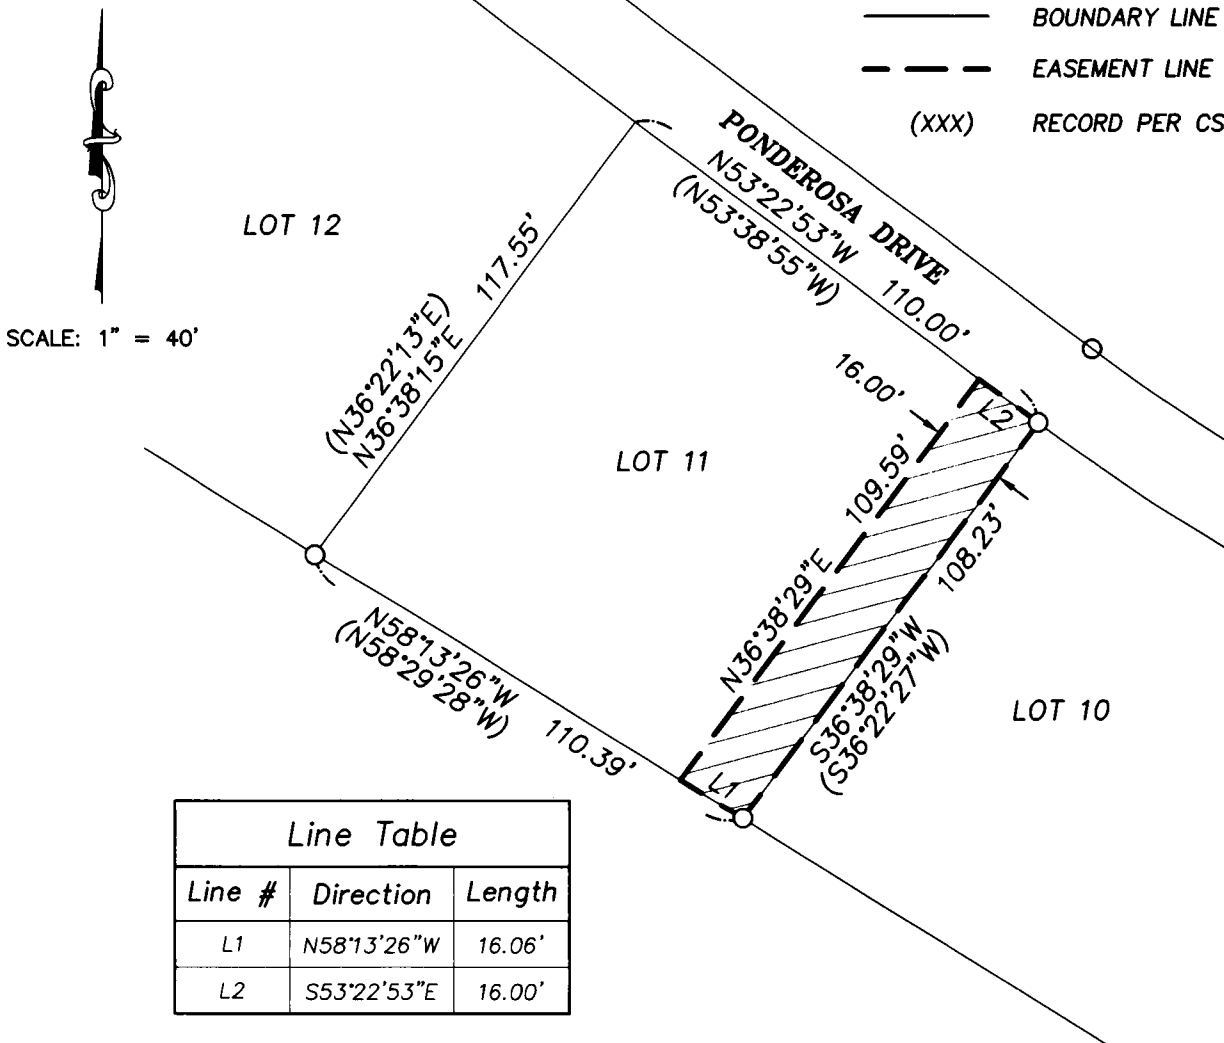 BOUNDARY LINE
EASEMENT LINE
(XXX) RECORD PER CS
PONDEROSA DRIVE
N53°22'53"W 110.00'
(N53°38'55"W)
LOT 12
117.55'
(N36°22'13"E)
N36°38'15"E
SCALE: 1" = 40'
16.00'
L2
LOT 11
109.59'
N36°38'29"E
108.23'
S36°38'29"W
(S36°22'27"W)
LOT 10
N58°13'26"W 110.39'
(N58°29'28"W)
L1
Line Table
Line # Direction Length
L1 N58°13'26"W 16.06'
L2 S53°22'53"E 16.00'